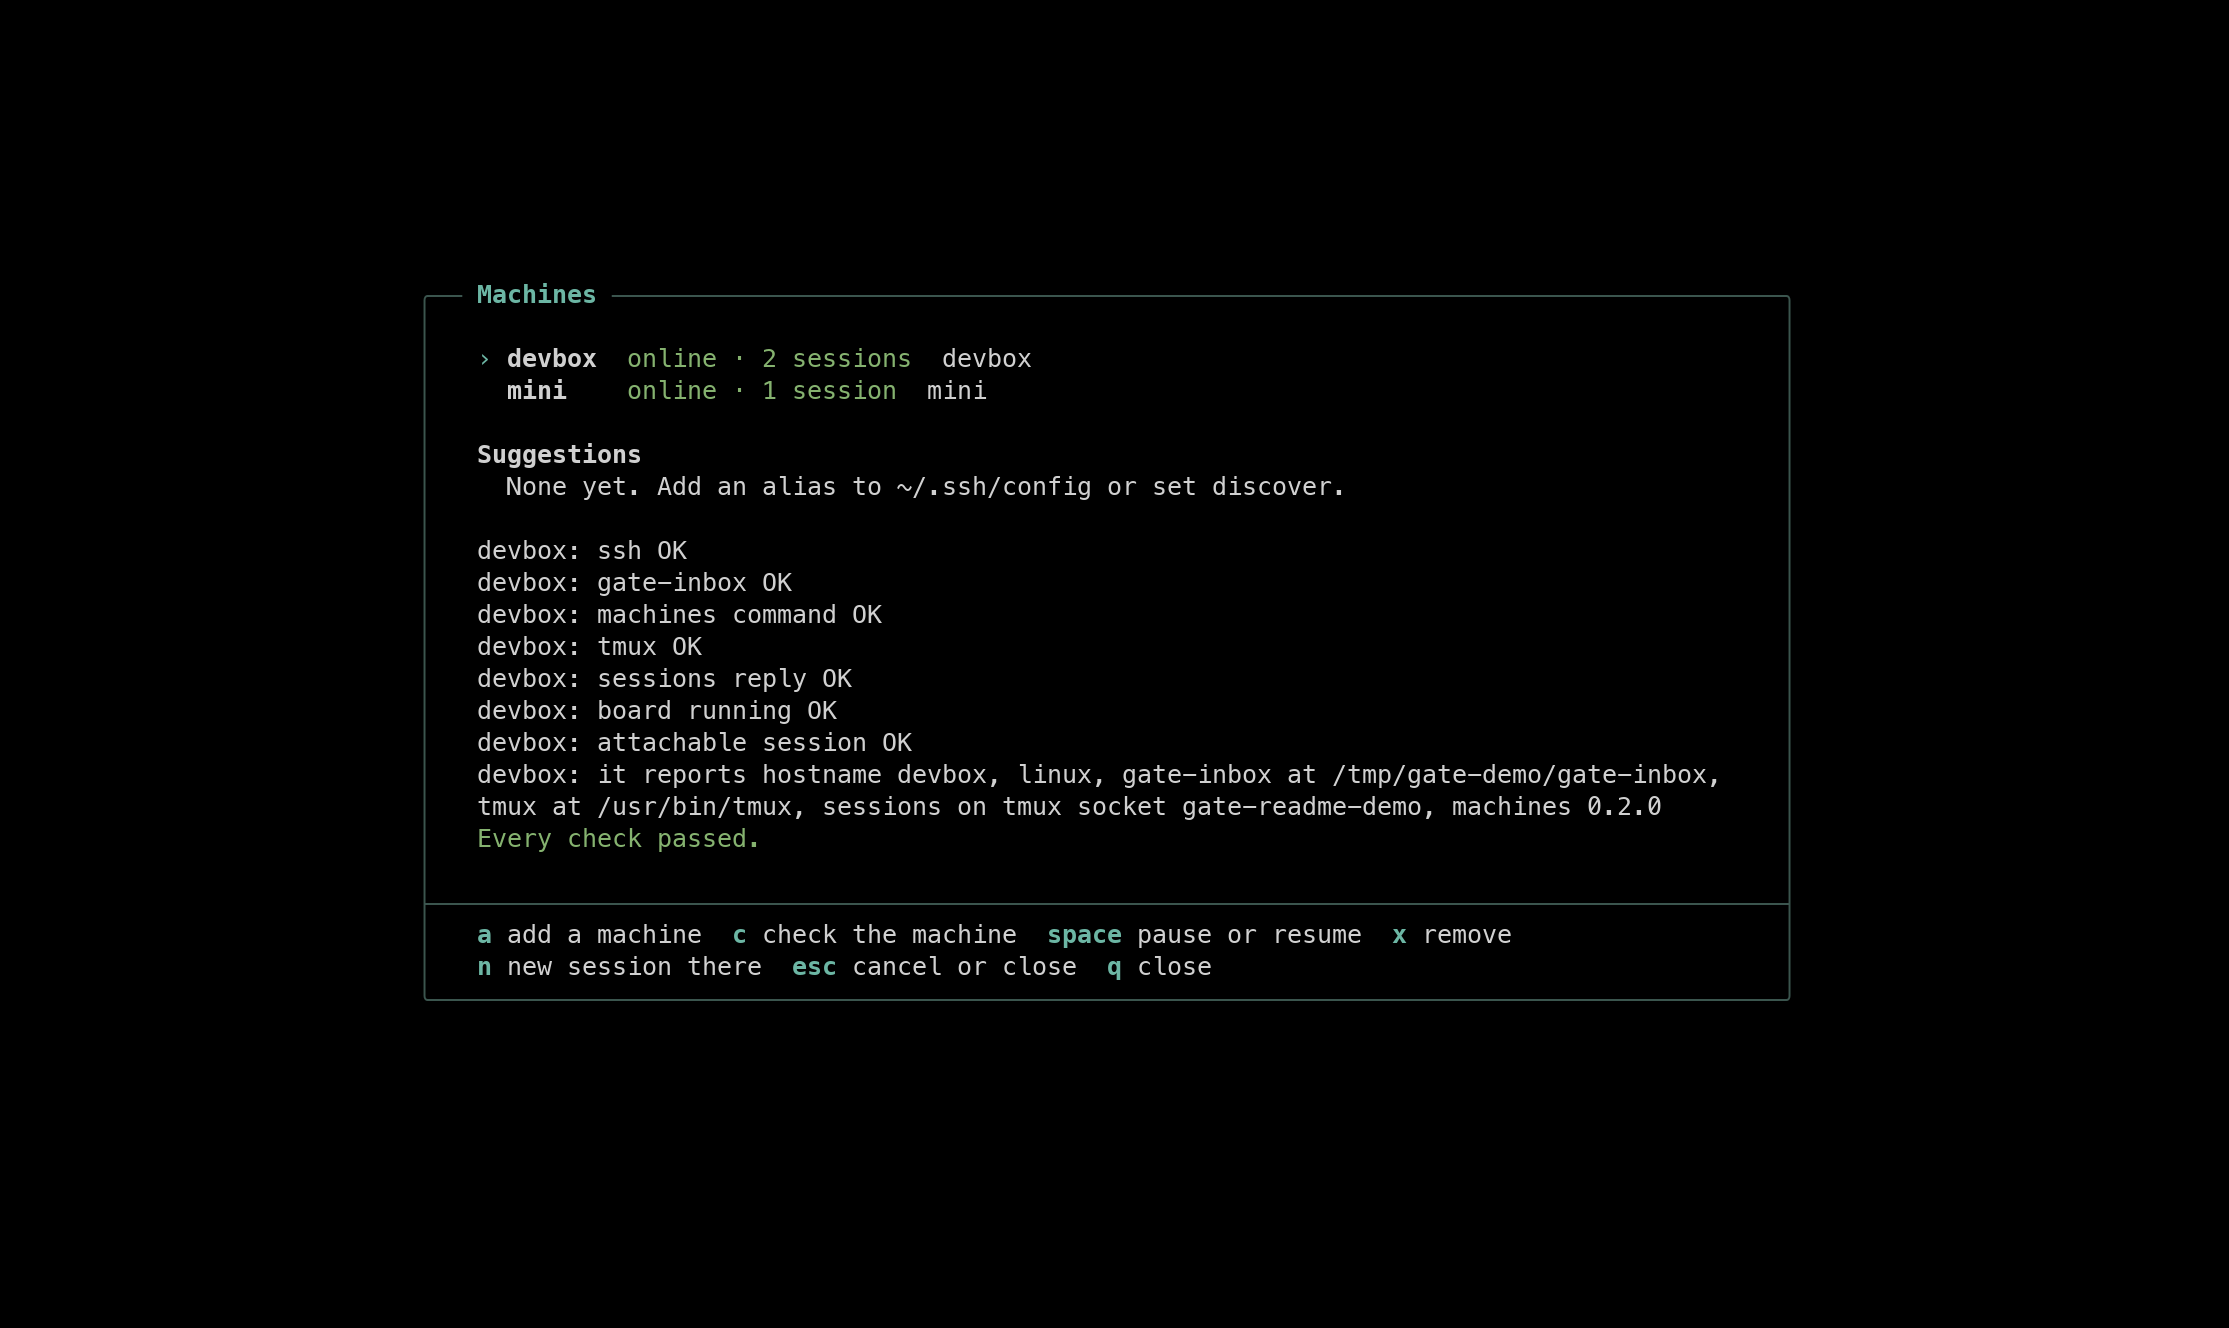 Machines
› devbox  online · 2 sessions  devbox
mini    online · 1 session  mini
Suggestions
None yet. Add an alias to ~/.ssh/config or set discover.
devbox: ssh OK
devbox: gate-inbox OK
devbox: machines command OK
devbox: tmux OK
devbox: sessions reply OK
devbox: board running OK
devbox: attachable session OK
devbox: it reports hostname devbox, linux, gate-inbox at /tmp/gate-demo/gate-inbox,
tmux at /usr/bin/tmux, sessions on tmux socket gate-readme-demo, machines 0.2.0
Every check passed.
a add a machine  c check the machine  space pause or resume  x remove
n new session there  esc cancel or close  q close